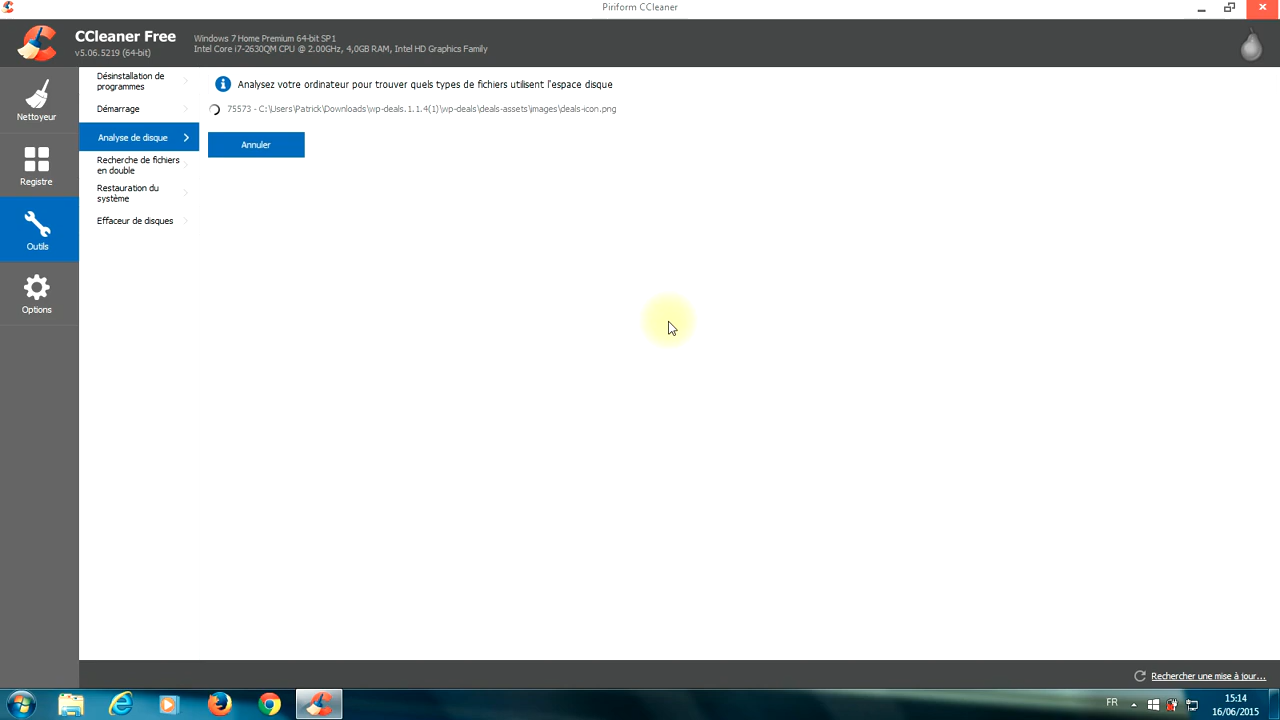 Piriform CCleaner
CCleaner Free
v5.06.5219 (64-bit)
Windows 7 Home Premium 64-bit SP1
Intel Core i7-2630QM CPU @ 2.00GHz, 4,0GB RAM, Intel HD Graphics Family
Nettoyeur
Registre
Outils
Options
Désinstallation de
programmes
Démarrage
Analyse de disque
Recherche de fichiers
en double
Restauration du
système
Effaceur de disques
Analysez votre ordinateur pour trouver quels types de fichiers utilisent l'espace disque
75573 - C:\Users\Patrick\Downloads\wp-deals.1.1.4(1)\wp-deals\deals-assets\images\deals-icon.png
Annuler
Rechercher une mise à jour...
FR
15:14
16/06/2015